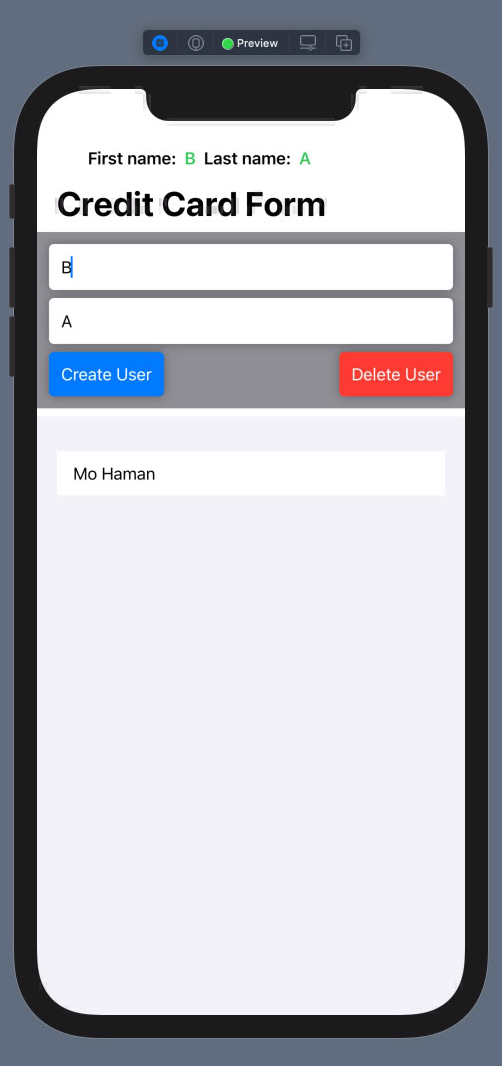 Preview
First name: B Last name: A
Credit Card Form
B
A
Create User Delete User
Mo Haman